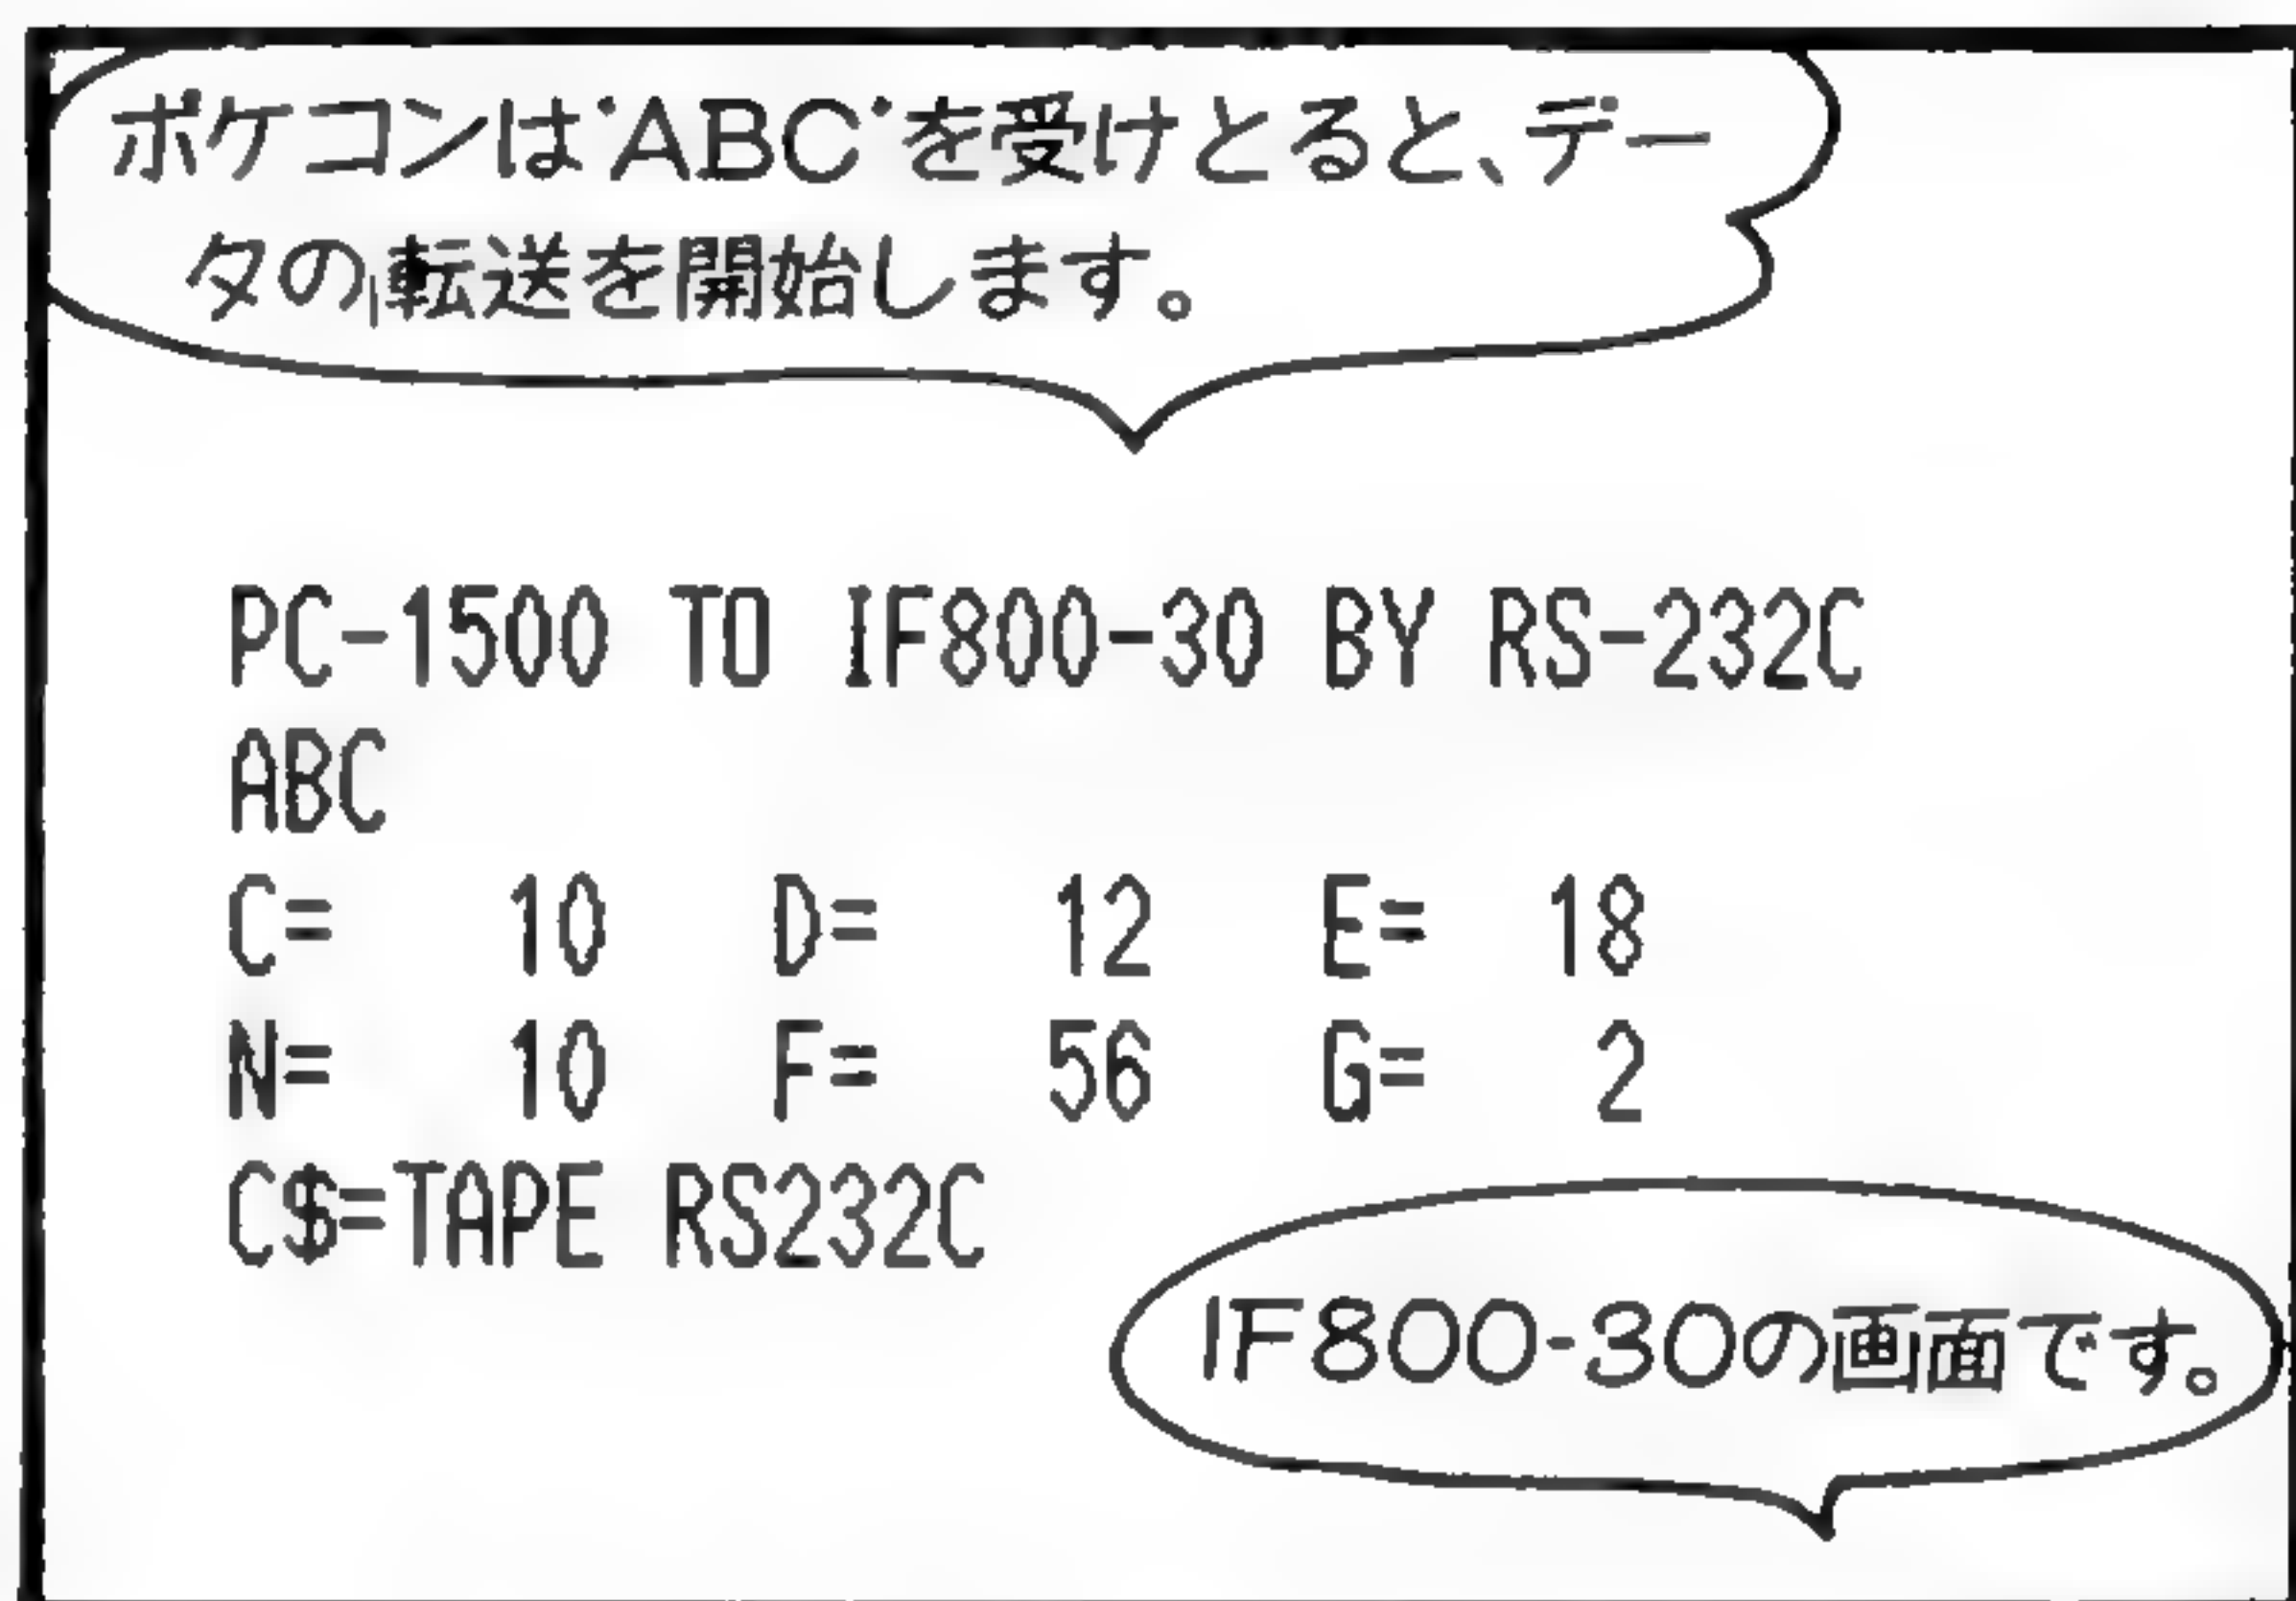 ポケコンは"ABC"を受けとると、デー
タの転送を開始します。
PC-1500 TO IF800-30 BY RS-232C
ABC
C=   10   D=   12   E=  18
N=   10   F=   56   G=   2
C$=TAPE RS232C
IF800-30の画面です。